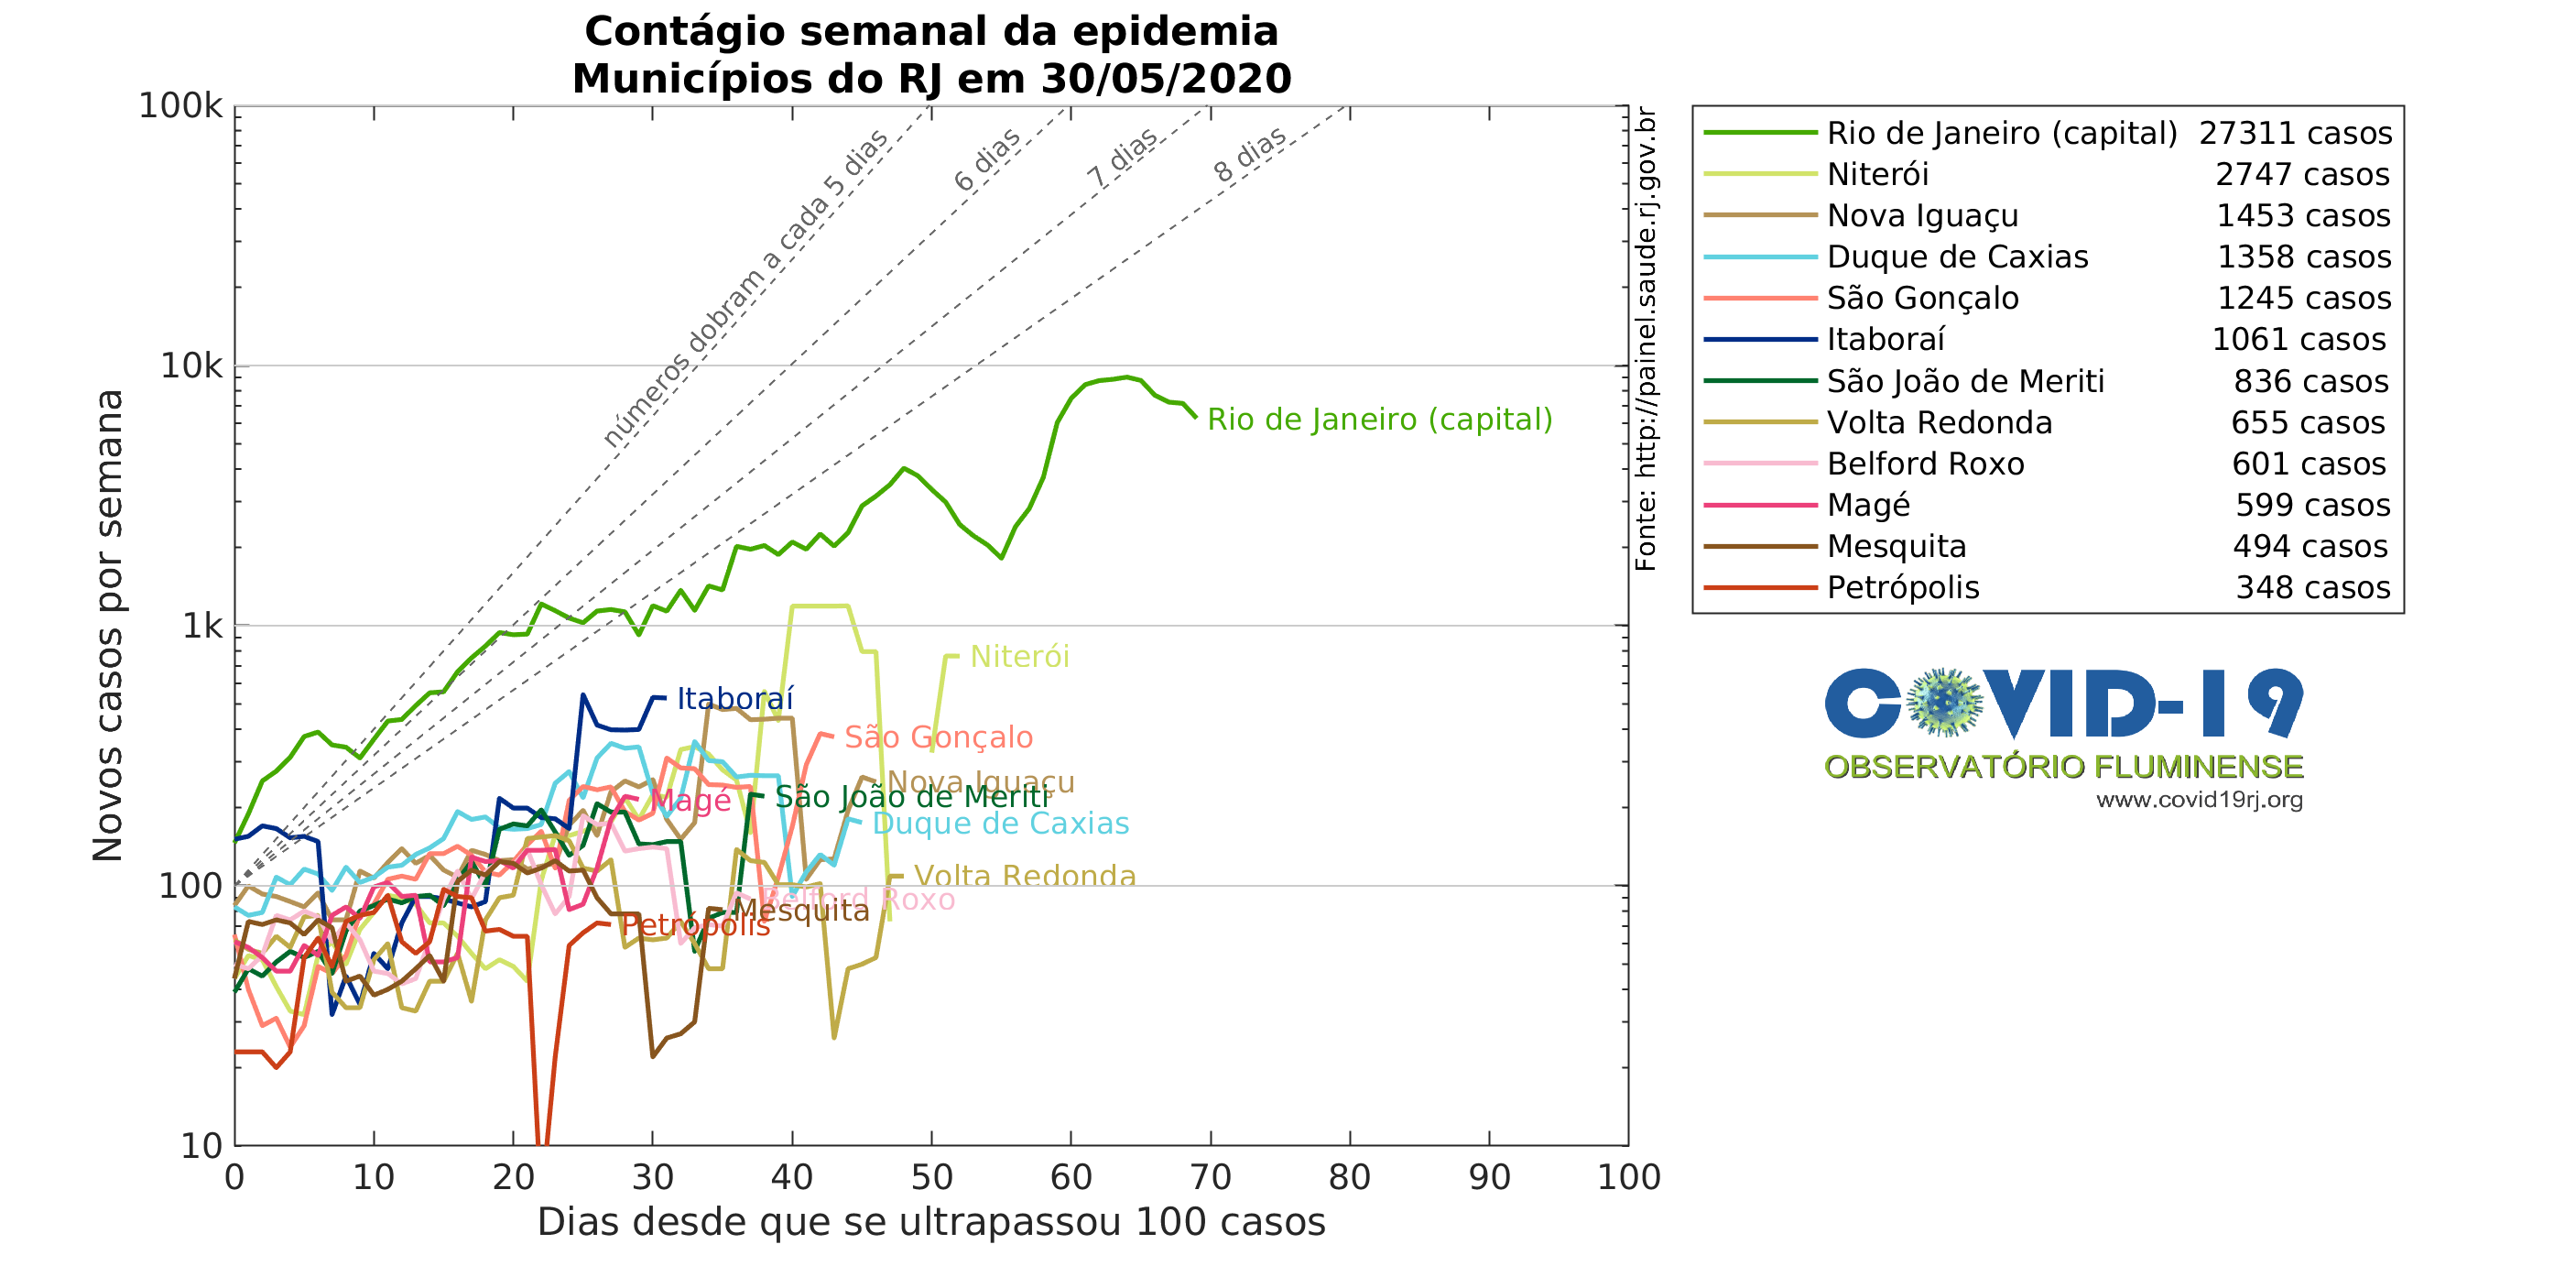 Contágio semanal da epidemia
Municípios do RJ em 30/05/2020
Novos casos por semana
100k
10k
1k
100
10
0 10 20 30 40 50 60 70 80 90 100
Dias desde que se ultrapassou 100 casos
números dobram a cada 5 dias
6 dias
7 dias
8 dias
Rio de Janeiro (capital)
Niterói
Itaboraí
São Gonçalo
Nova Iguaçu
São João de Meriti
Magé
Duque de Caxias
Volta Redonda
Belford Roxo
Mesquita
Petrópolis
Fonte: http://painel.saude.rj.gov.br
Rio de Janeiro (capital) 27311 casos
Niterói 2747 casos
Nova Iguaçu 1453 casos
Duque de Caxias 1358 casos
São Gonçalo 1245 casos
Itaboraí 1061 casos
São João de Meriti 836 casos
Volta Redonda 655 casos
Belford Roxo 601 casos
Magé 599 casos
Mesquita 494 casos
Petrópolis 348 casos
COVID-19
OBSERVATÓRIO FLUMINENSE
www.covid19rj.org